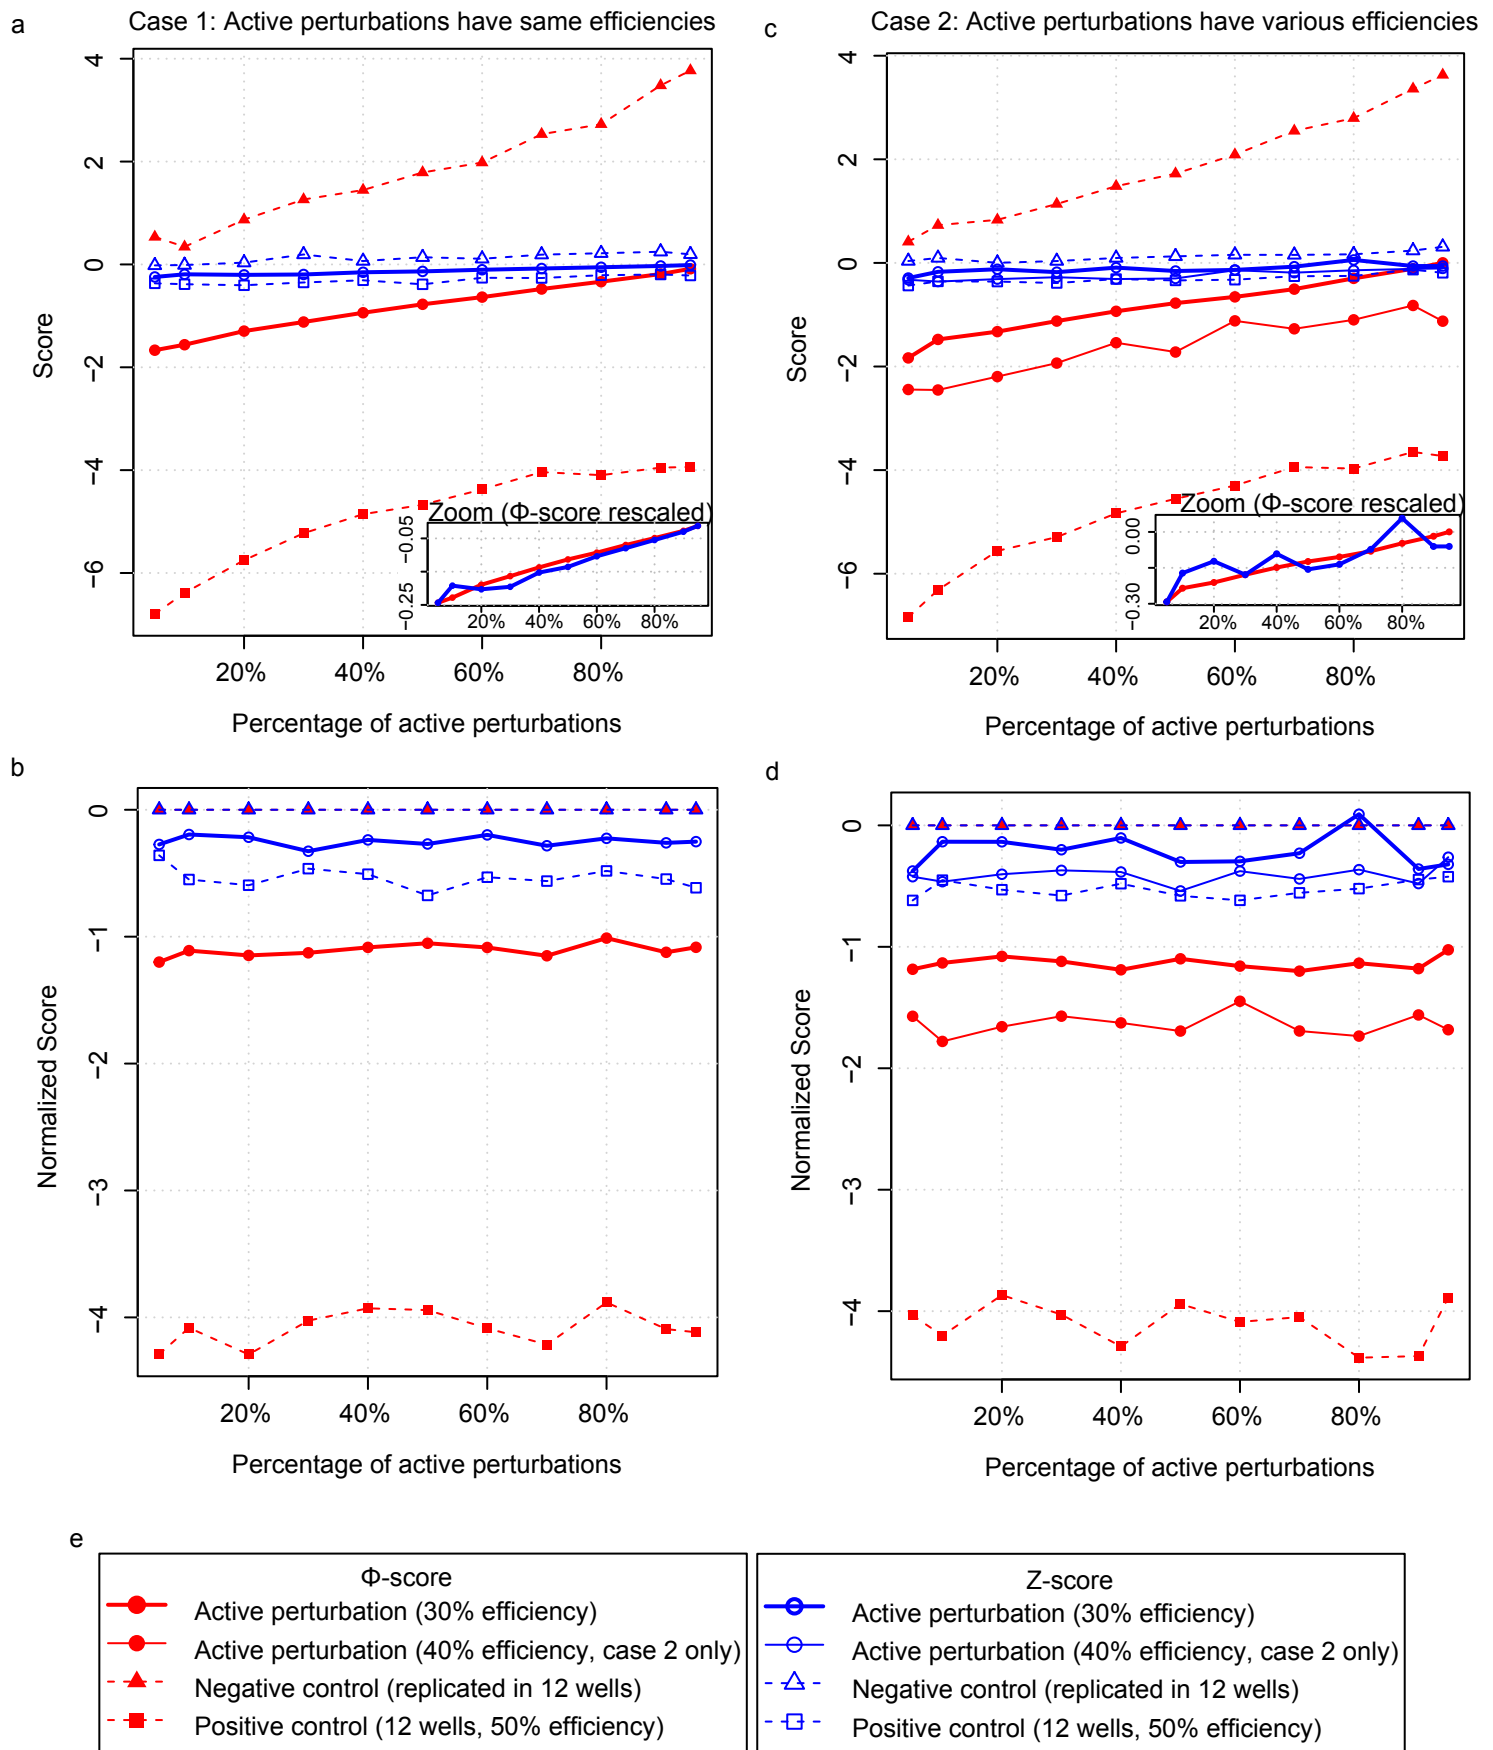 a
Case 1: Active perturbations have same efficiencies
4
2
0
−2
−4
−6
Score
Zoom (Φ-score rescaled)
−0.05
−0.25
20% 40% 60% 80%
20% 40% 60% 80%
Percentage of active perturbations
c
Case 2: Active perturbations have various efficiencies
4
2
0
−2
−4
−6
Score
Zoom (Φ-score rescaled)
0.00
−0.30
20% 40% 60% 80%
20% 40% 60% 80%
Percentage of active perturbations
b
0
−1
−2
−3
−4
Normalized Score
20% 40% 60% 80%
Percentage of active perturbations
d
0
−1
−2
−3
−4
Normalized Score
20% 40% 60% 80%
Percentage of active perturbations
e
Φ-score
Active perturbation (30% efficiency)
Active perturbation (40% efficiency, case 2 only)
Negative control (replicated in 12 wells)
Positive control (12 wells, 50% efficiency)
Z-score
Active perturbation (30% efficiency)
Active perturbation (40% efficiency, case 2 only)
Negative control (replicated in 12 wells)
Positive control (12 wells, 50% efficiency)